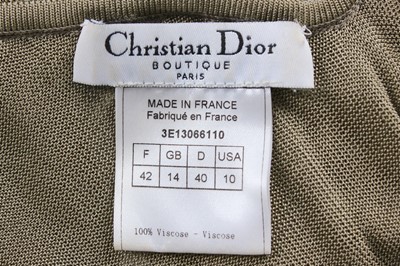 Christian Dior
BOUTIQUE
PARIS
MADE IN FRANCE
Fabriqué en France
3E13066110
F GB D USA
42 14 40 10
100% Viscose - Viscose